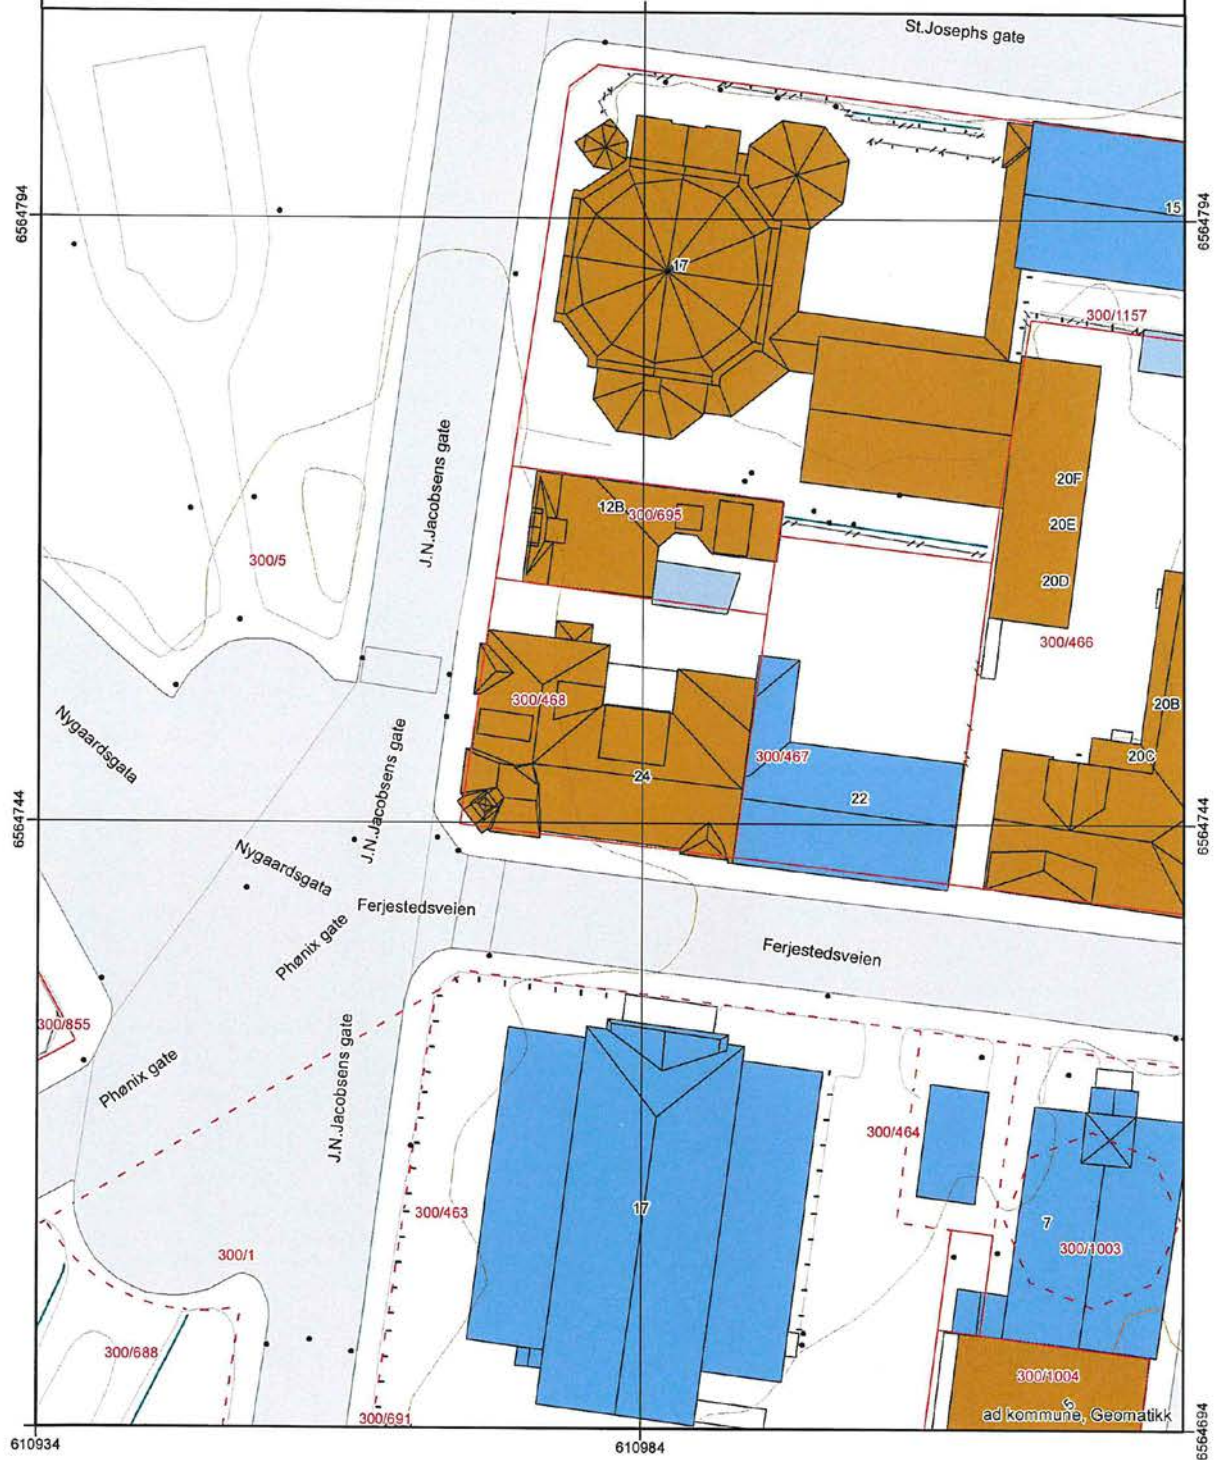 St.Josephs gate
6564794
6564794
15
17
300/1157
J.N.Jacobsens gate
20F
12B
300/695
20E
300/5
20D
300/466
300/468
20B
Nygaardsgata
J.N.Jacobsens gate
300/467
20C
24
22
6564744
6564744
Nygaardsgata
Ferjestedsveien
Phønix gate
Ferjestedsveien
300/855
Phønix gate
J.N.Jacobsens gate
300/464
300/463
17
7
300/1003
300/1
300/688
300/1004
5
300/691
ad kommune, Geomatikk
610934
610984
6564694